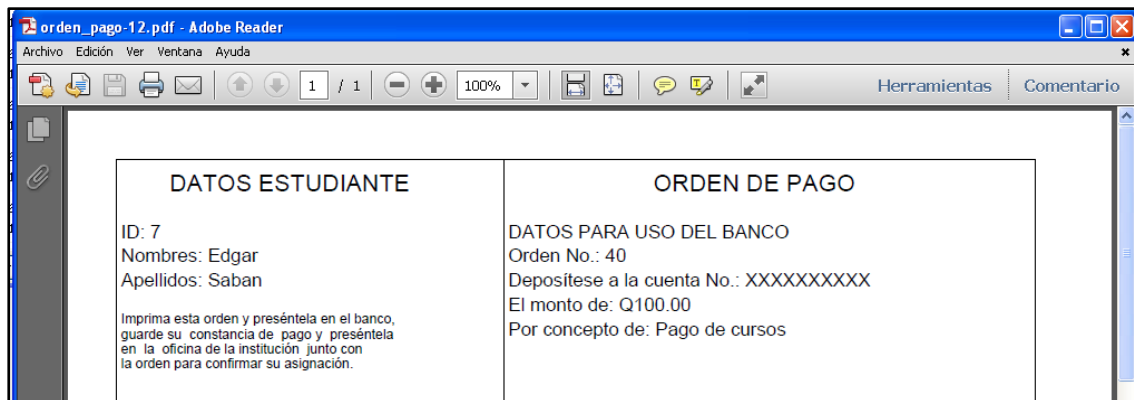 orden_pago-12.pdf - Adobe Reader
Archivo Edición Ver Ventana Ayuda
1 / 1 100% Herramientas Comentario
DATOS ESTUDIANTE
ID: 7
Nombres: Edgar
Apellidos: Saban
Imprima esta orden y preséntela en el banco,
guarde su constancia de pago y preséntela
en la oficina de la institución junto con
la orden para confirmar su asignación.
ORDEN DE PAGO
DATOS PARA USO DEL BANCO
Orden No.: 40
Deposítese a la cuenta No.: XXXXXXXXXX
El monto de: Q100.00
Por concepto de: Pago de cursos